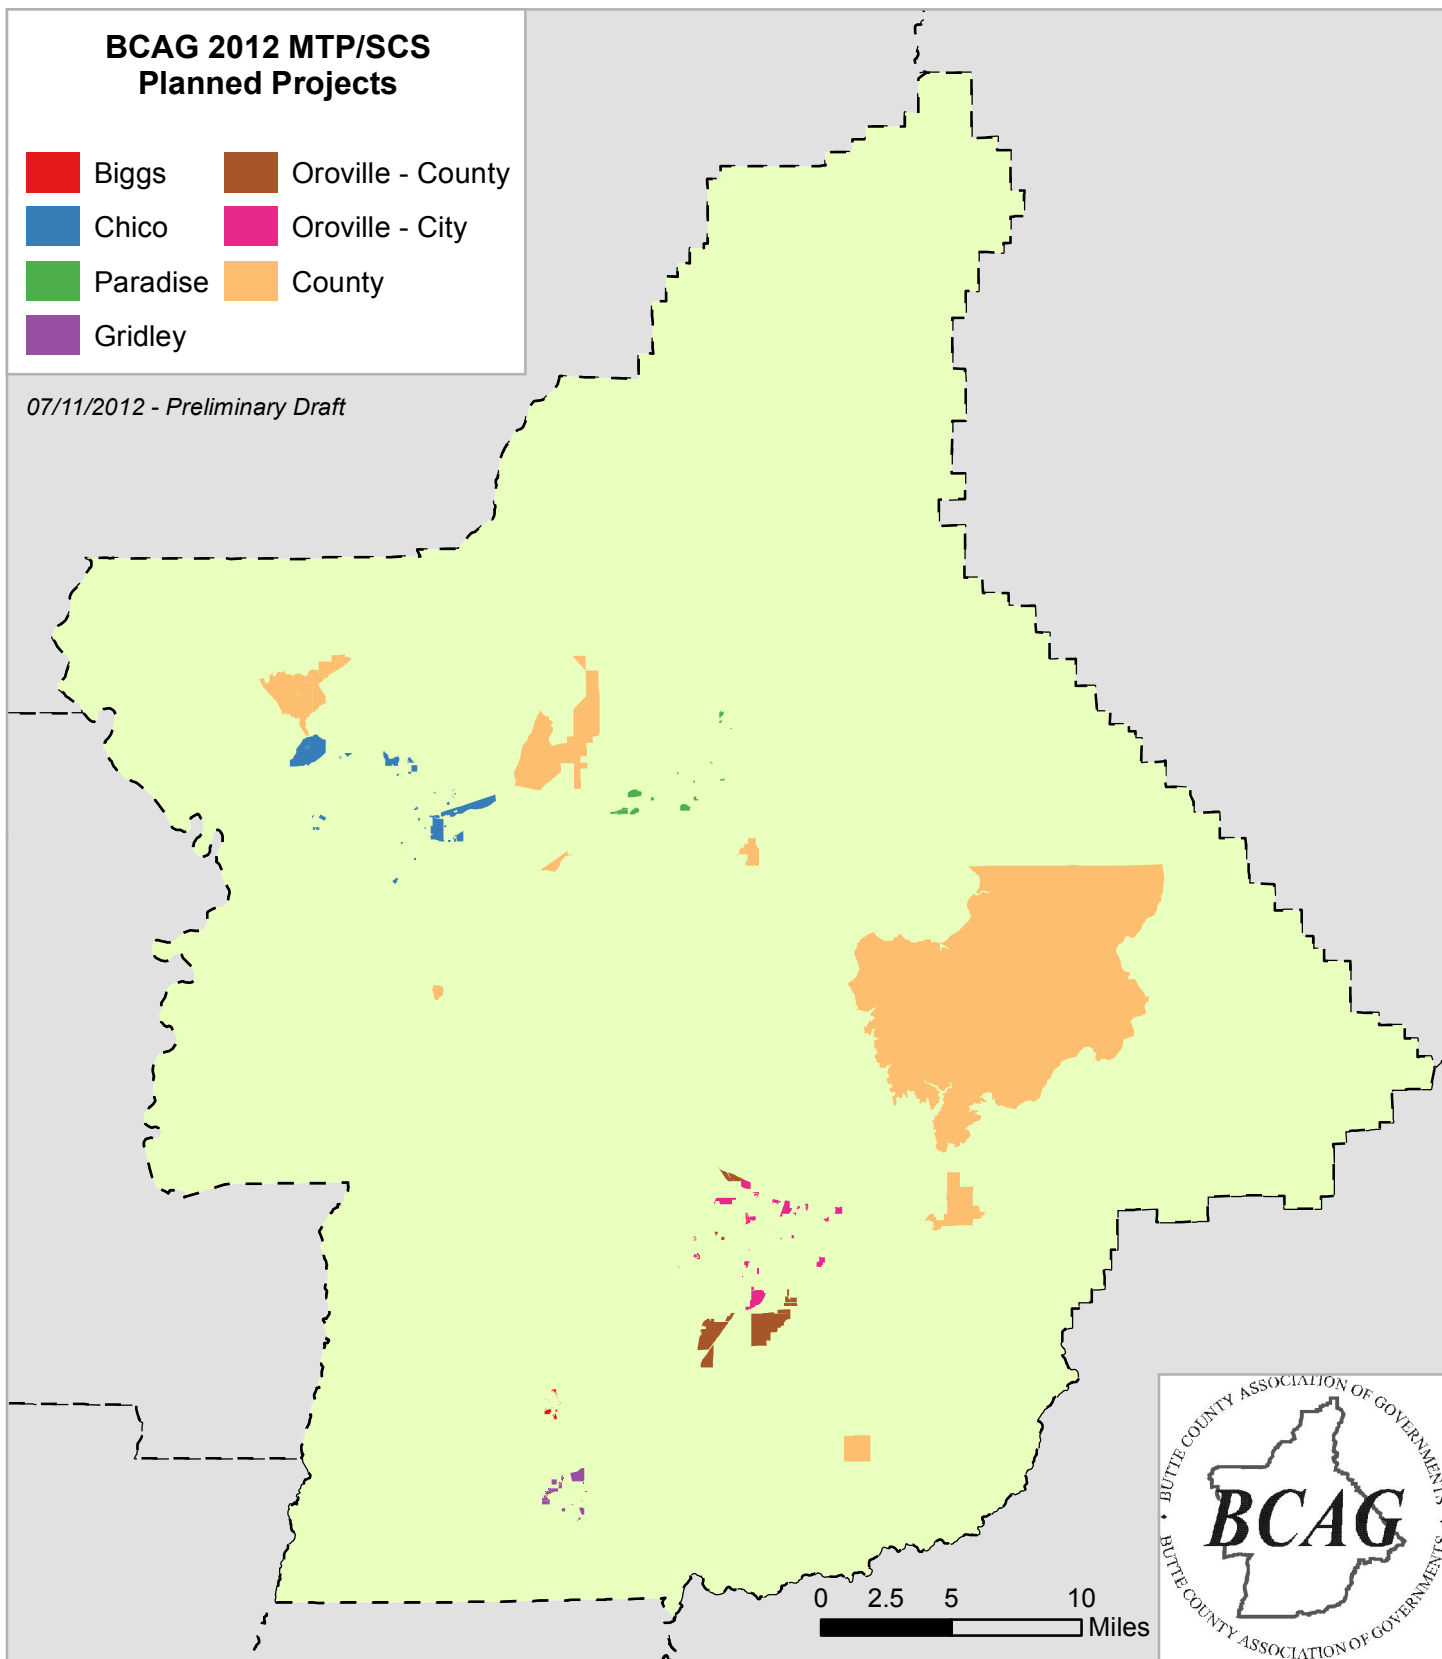 BCAG 2012 MTP/SCS
Planned Projects
Biggs
Oroville - County
Chico
Oroville - City
Paradise
County
Gridley
07/11/2012 - Preliminary Draft
0 2.5 5 10
Miles
BUTTE COUNTY ASSOCIATION OF GOVERNMENTS
BCAG
BUTTE COUNTY ASSOCIATION OF GOVERNMENTS